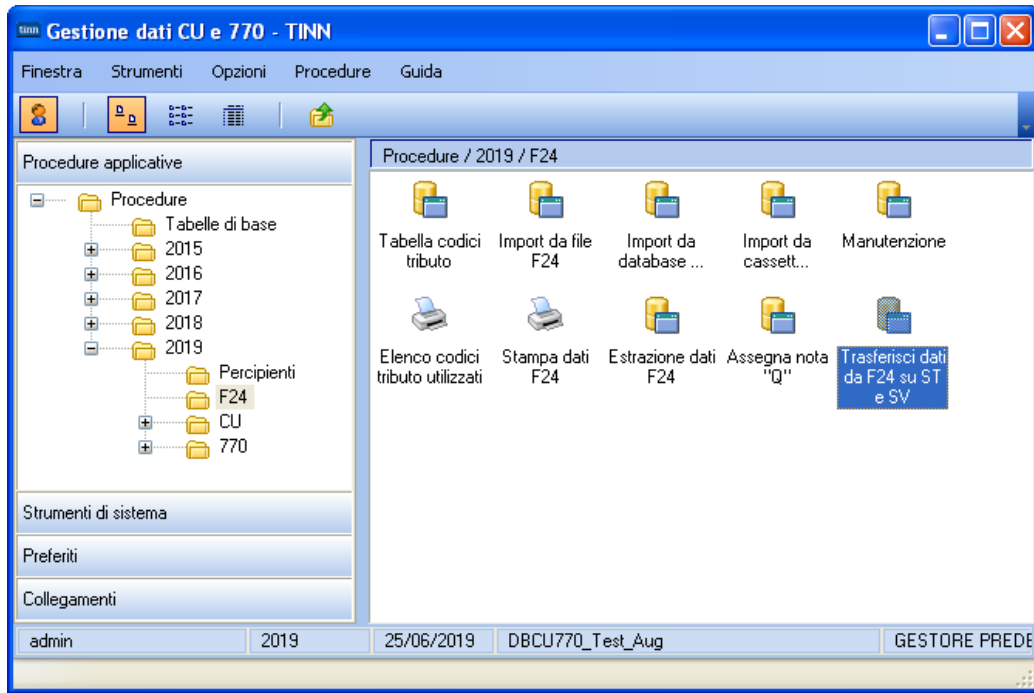 tinn Gestione dati CU e 770 - TINN
Finestra Strumenti Opzioni Procedure Guida
Procedure applicative
Procedure
Tabelle di base
2015
2016
2017
2018
2019
Percipienti
F24
CU
770
Strumenti di sistema
Preferiti
Collegamenti
Procedure / 2019 / F24
Tabella codici
tributo
Import da file
F24
Import da
database ...
Import da
cassett...
Manutenzione
Elenco codici
tributo utilizzati
Stampa dati
F24
Estrazione dati
F24
Assegna nota
"Q"
Trasferisci dati
da F24 su ST
e SV
admin 2019 25/06/2019 DBCU770_Test_Aug GESTORE PREDE